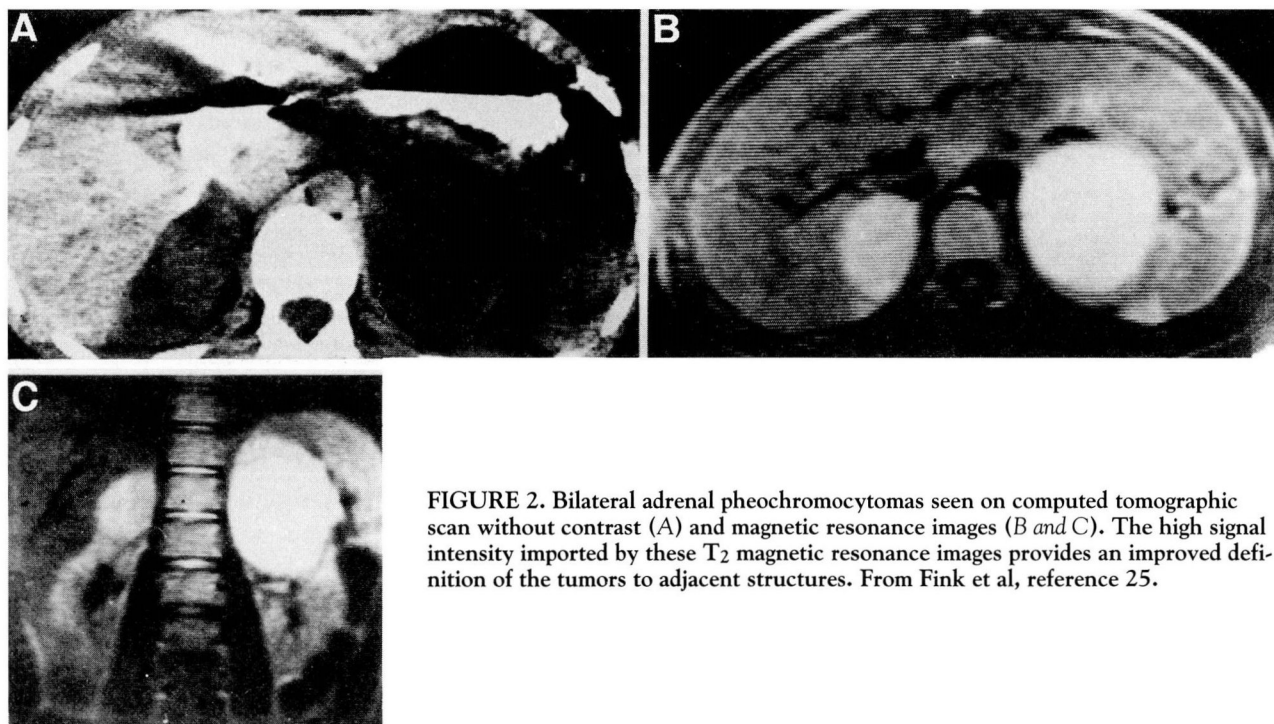 A
B
C
FIGURE 2. Bilateral adrenal pheochromocytomas seen on computed tomographic
scan without contrast (A) and magnetic resonance images (B and C). The high signal
intensity imported by these T2 magnetic resonance images provides an improved defi-
nition of the tumors to adjacent structures. From Fink et al, reference 25.